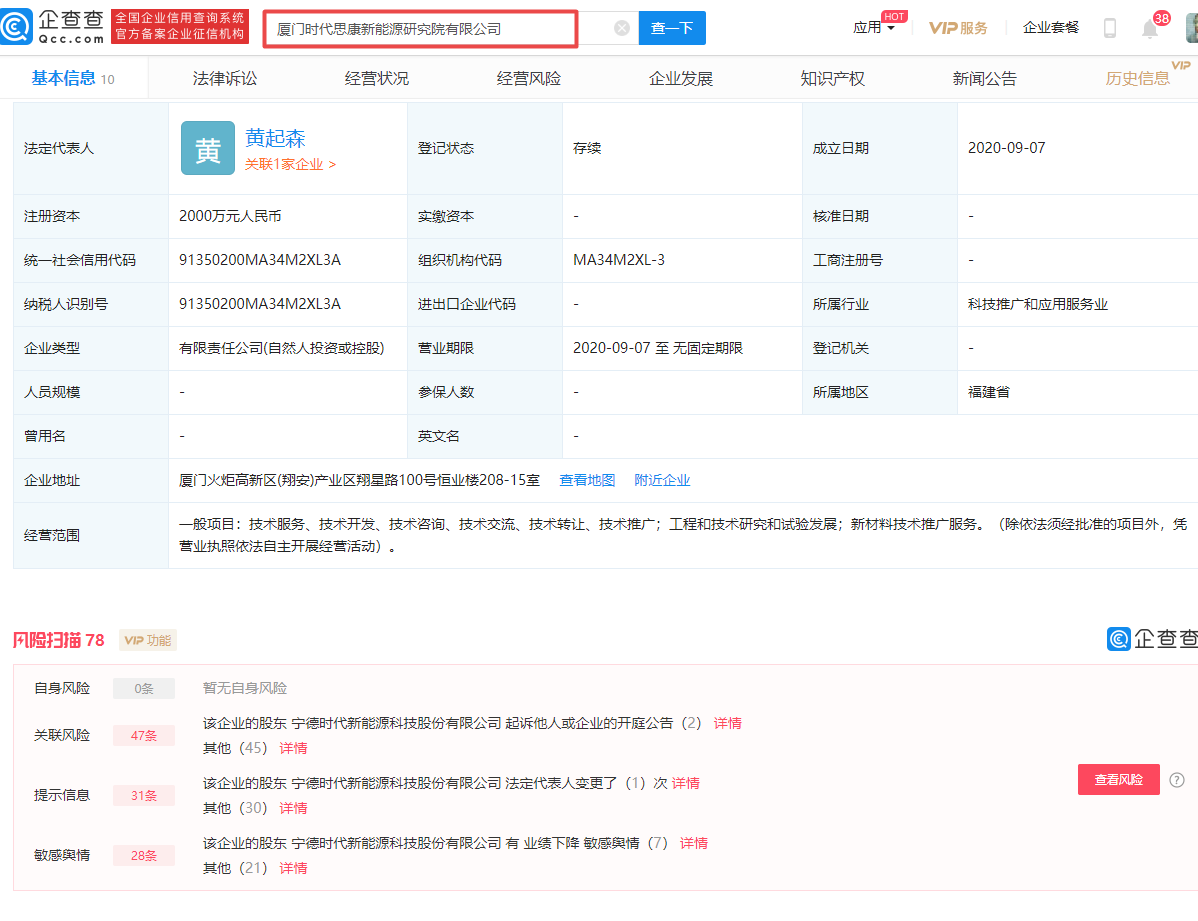 企查查
Qcc.com
全国企业信用查询系统
官方备案企业征信机构
厦门时代思康新能源研究院有限公司
查一下
应用 HOT
VIP服务
企业套餐
38
基本信息 10
法律诉讼
经营状况
经营风险
企业发展
知识产权
新闻公告
历史信息 VIP
法定代表人
黄
黄起森
关联1家企业 >
登记状态
存续
成立日期
2020-09-07
注册资本
2000万元人民币
实缴资本
-
核准日期
-
统一社会信用代码
91350200MA34M2XL3A
组织机构代码
MA34M2XL-3
工商注册号
-
纳税人识别号
91350200MA34M2XL3A
进出口企业代码
-
所属行业
科技推广和应用服务业
企业类型
有限责任公司(自然人投资或控股)
营业期限
2020-09-07 至 无固定期限
登记机关
-
人员规模
-
参保人数
-
所属地区
福建省
曾用名
-
英文名
-
企业地址
厦门火炬高新区(翔安)产业区翔星路100号恒业楼208-15室 查看地图 附近企业
经营范围
一般项目：技术服务、技术开发、技术咨询、技术交流、技术转让、技术推广；工程和技术研究和试验发展；新材料技术推广服务。（除依法须经批准的项目外，凭
营业执照依法自主开展经营活动）。
风险扫描 78 VIP 功能
企查查
自身风险 0条 暂无自身风险
关联风险 47条 该企业的股东 宁德时代新能源科技股份有限公司 起诉他人或企业的开庭公告（2） 详情
其他（45） 详情
提示信息 31条 该企业的股东 宁德时代新能源科技股份有限公司 法定代表人变更了（1）次 详情
其他（30） 详情
查看风险 ?
敏感舆情 28条 该企业的股东 宁德时代新能源科技股份有限公司 有 业绩下降 敏感舆情（7） 详情
其他（21） 详情